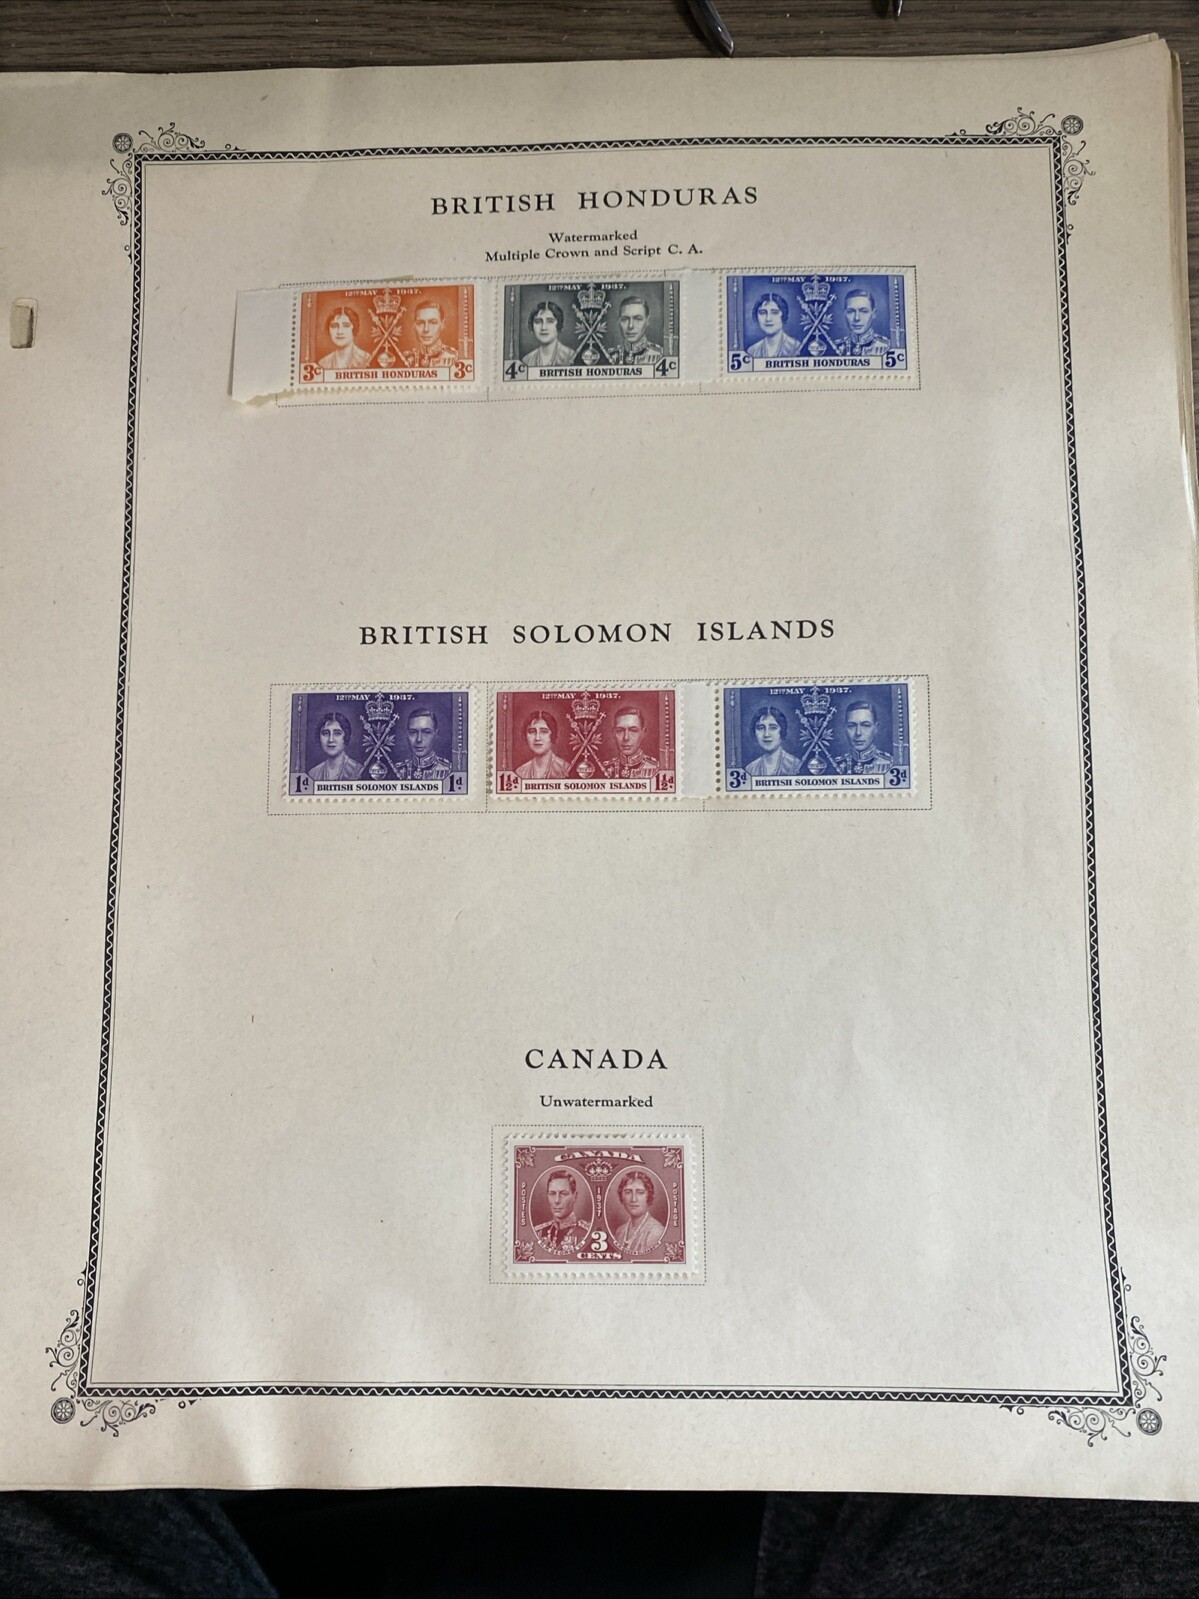 BRITISH HONDURAS
Watermarked
Multiple Crown and Script C. A.
12TH MAY 1937.
3c BRITISH HONDURAS 3c
12TH MAY 1937.
4c BRITISH HONDURAS 4c
12TH MAY 1937.
5c BRITISH HONDURAS 5c
BRITISH SOLOMON ISLANDS
12TH MAY 1937.
1d. BRITISH SOLOMON ISLANDS 1d.
12TH MAY 1937.
1½d. BRITISH SOLOMON ISLANDS 1½d.
12TH MAY 1937.
3d. BRITISH SOLOMON ISLANDS 3d.
CANADA
Unwatermarked
CANADA
POSTES
1937
POSTAGE
3
CENTS